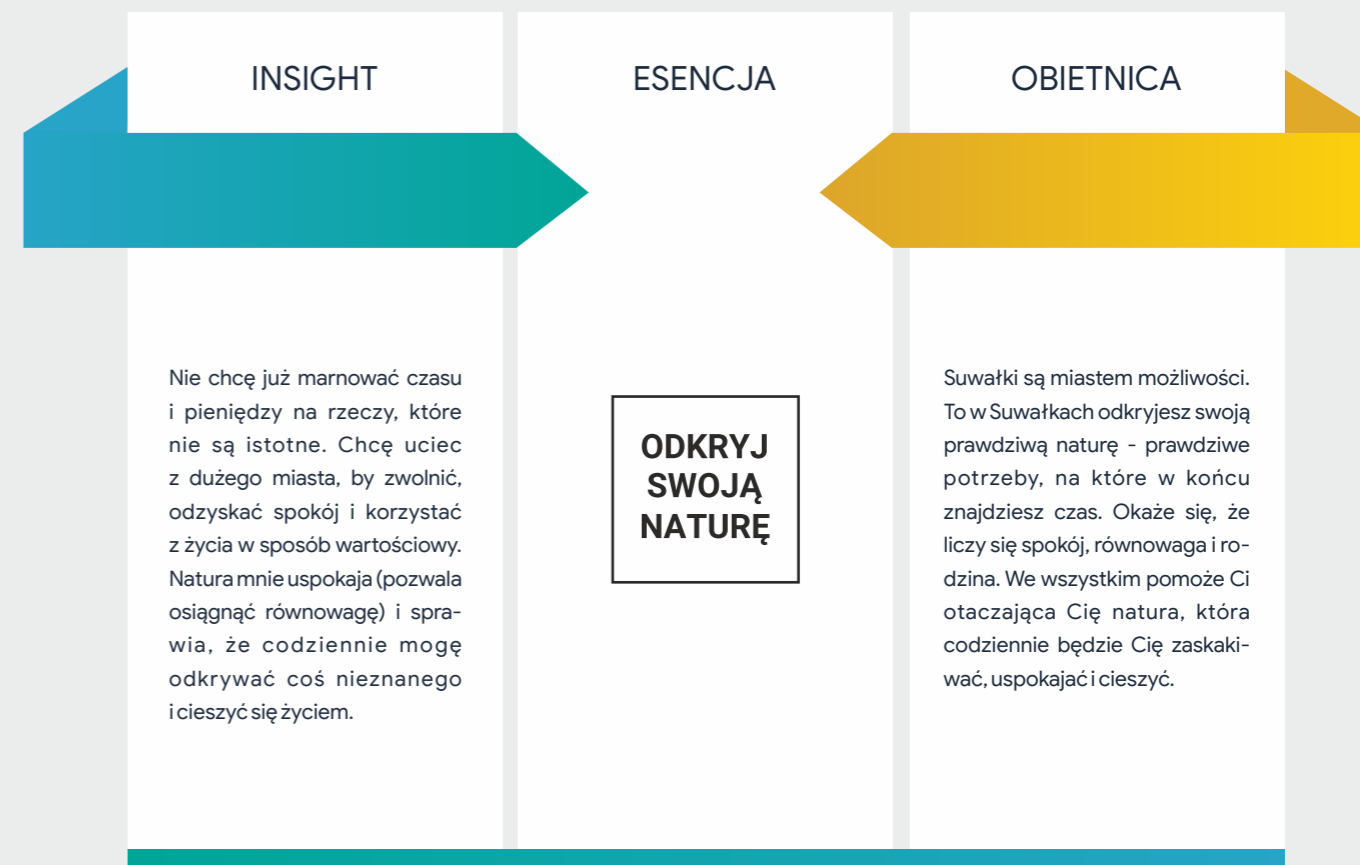 INSIGHT
Nie chcę już marnować czasu
i pieniędzy na rzeczy, które
nie są istotne. Chcę uciec
z dużego miasta, by zwolnić,
odzyskać spokój i korzystać
z życia w sposób wartościowy.
Natura mnie uspokaja (pozwala
osiągnąć równowagę) i spra-
wia, że codziennie mogę
odkrywać coś nieznanego
i cieszyć się życiem.
ESENCJA
ODKRYJ
SWOJĄ
NATURĘ
OBIETNICA
Suwałki są miastem możliwości.
To w Suwałkach odkryjesz swoją
prawdziwą naturę - prawdziwe
potrzeby, na które w końcu
znajdziesz czas. Okaże się, że
liczy się spokój, równowaga i ro-
dzina. We wszystkim pomoże Ci
otaczająca Cię natura, która
codziennie będzie Cię zaskaki-
wać, uspokajać i cieszyć.